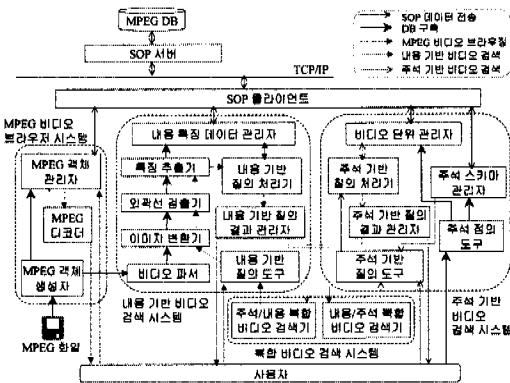 MPEG DB
SOP 서버
TCP/IP
SOP 데이터 전송
DB 구축
MPEG 비디오 브라우징
내용 기반 비디오 검색
주석 기반 비디오 검색
SOP 클라이언트
MPEG 비디오
브라우저 시스템
MPEG 객체
관리자
MPEG
디코더
MPEG 객체
생성자
MPEG 화일
내용 특징 데이터 관리자
특징 추출기
외곽선 검출기
이미지 변환기
비디오 파서
내용 기반
질의 처리기
내용 기반 질의
결과 관리자
내용 기반
질의 도구
내용 기반 비디오
검색 시스템
비디오 단위 관리자
주석 기반
질의 처리기
주석 기반 질의
결과 관리자
주석 기반
질의 도구
주석 스키마
관리자
주석 정의
도구
주석 기반
비디오
검색 시스템
주석/내용 복합
비디오 검색기
내용/주석 복합
비디오 검색기
복합 비디오 검색 시스템
사용자